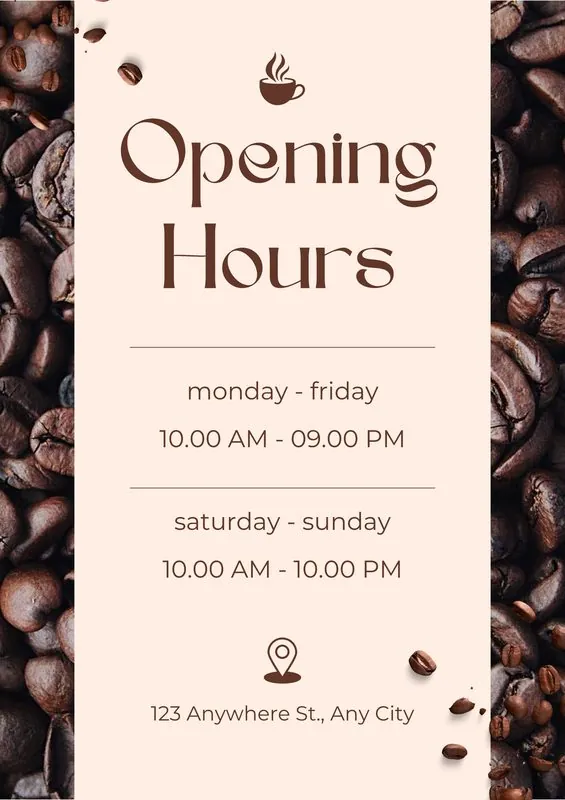 Opening
Hours
monday - friday
10.00 AM - 09.00 PM
saturday - sunday
10.00 AM - 10.00 PM
123 Anywhere St., Any City